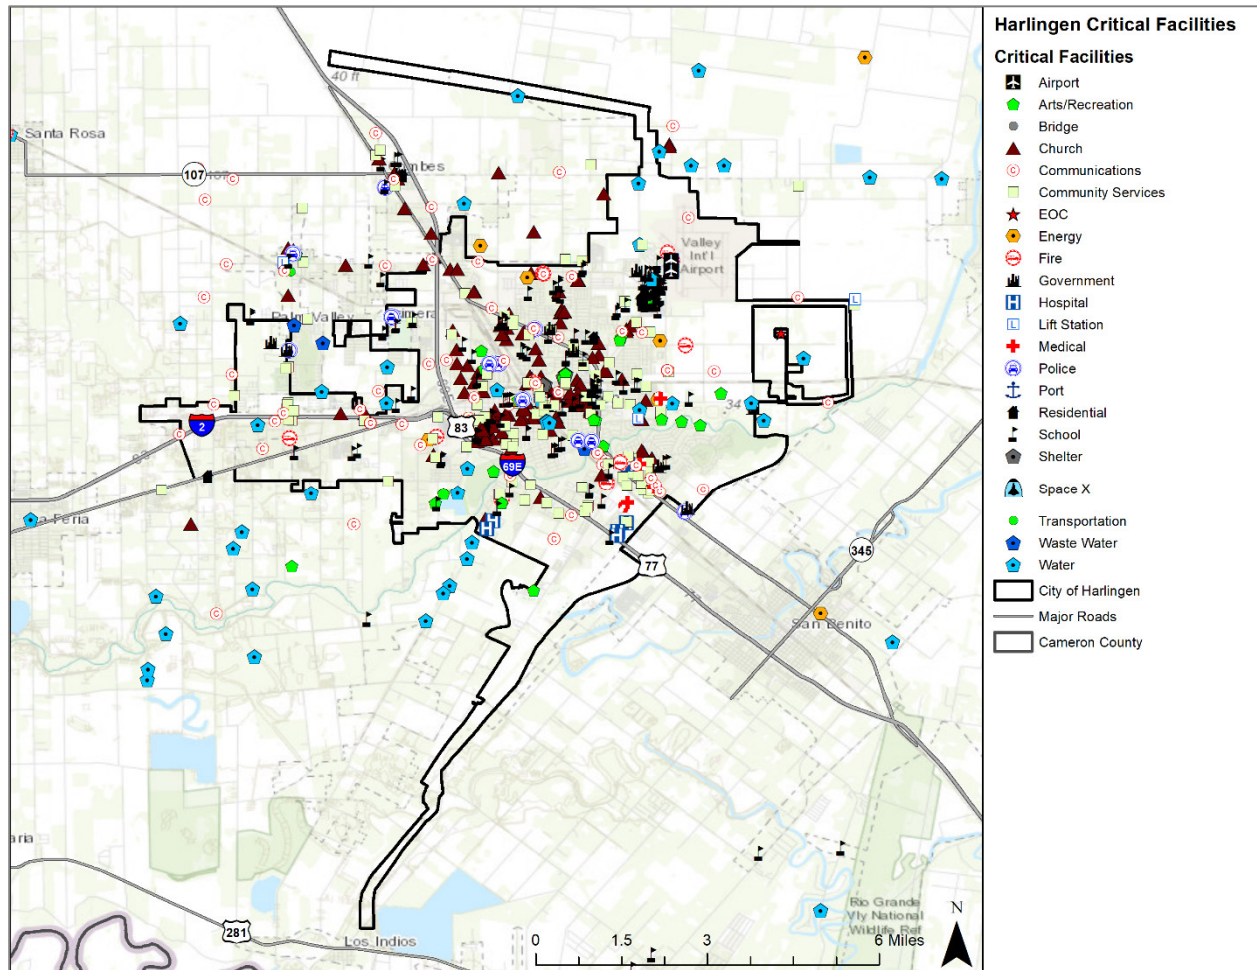 Harlingen Critical Facilities
Critical Facilities
Airport
Arts/Recreation
Bridge
Church
Communications
Community Services
EOC
Energy
Fire
Government
Hospital
Lift Station
Medical
Police
Port
Residential
School
Shelter
Space X
Transportation
Waste Water
Water
City of Harlingen
Major Roads
Cameron County
40 ft
Santa Rosa
107
Valley
Int'l
Airport
Palm Valley
34
2
83
69E
77
345
San Benito
281
Los Indios
Rio Grande
Vly National
Wildlife Ref
N
0 1.5 3 6 Miles